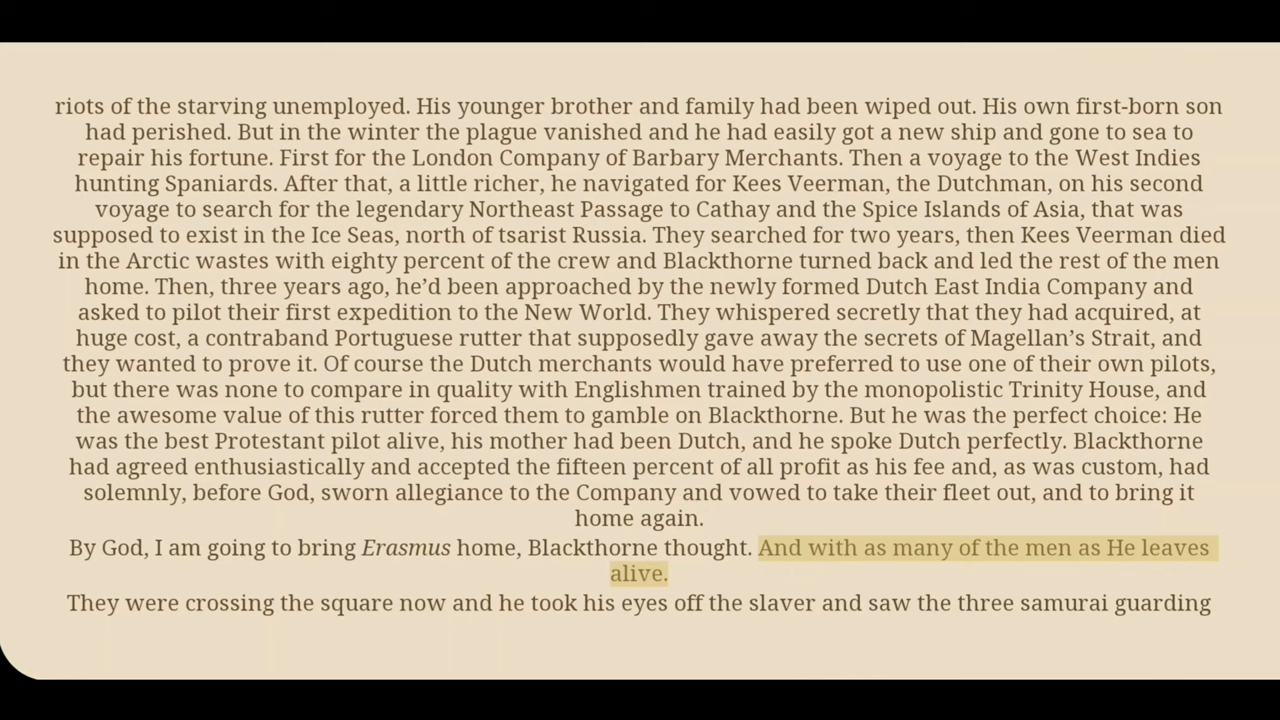 riots of the starving unemployed. His younger brother and family had been wiped out. His own first-born son
had perished. But in the winter the plague vanished and he had easily got a new ship and gone to sea to
repair his fortune. First for the London Company of Barbary Merchants. Then a voyage to the West Indies
hunting Spaniards. After that, a little richer, he navigated for Kees Veerman, the Dutchman, on his second
voyage to search for the legendary Northeast Passage to Cathay and the Spice Islands of Asia, that was
supposed to exist in the Ice Seas, north of tsarist Russia. They searched for two years, then Kees Veerman died
in the Arctic wastes with eighty percent of the crew and Blackthorne turned back and led the rest of the men
home. Then, three years ago, he’d been approached by the newly formed Dutch East India Company and
asked to pilot their first expedition to the New World. They whispered secretly that they had acquired, at
huge cost, a contraband Portuguese rutter that supposedly gave away the secrets of Magellan’s Strait, and
they wanted to prove it. Of course the Dutch merchants would have preferred to use one of their own pilots,
but there was none to compare in quality with Englishmen trained by the monopolistic Trinity House, and
the awesome value of this rutter forced them to gamble on Blackthorne. But he was the perfect choice: He
was the best Protestant pilot alive, his mother had been Dutch, and he spoke Dutch perfectly. Blackthorne
had agreed enthusiastically and accepted the fifteen percent of all profit as his fee and, as was custom, had
solemnly, before God, sworn allegiance to the Company and vowed to take their fleet out, and to bring it
home again.
By God, I am going to bring Erasmus home, Blackthorne thought. And with as many of the men as He leaves
alive.
They were crossing the square now and he took his eyes off the slaver and saw the three samurai guarding